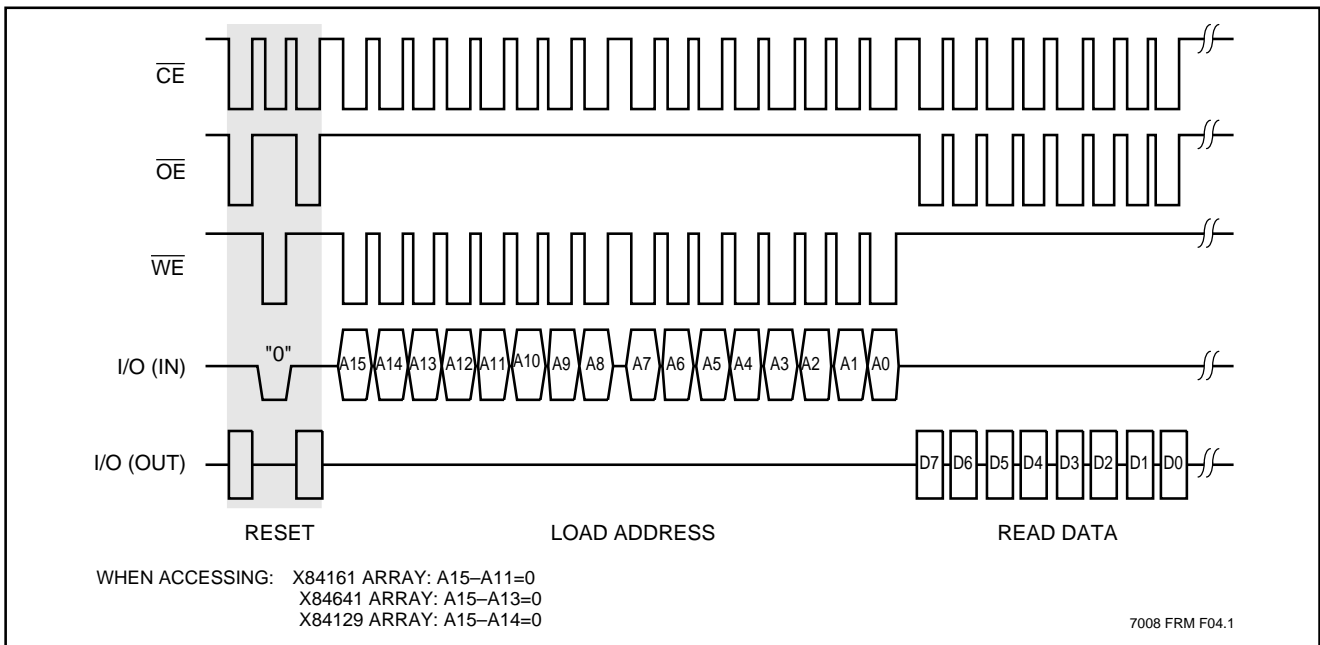 CE
OE
WE
I/O (IN) "0" A15 A14 A13 A12 A11 A10 A9 A8 A7 A6 A5 A4 A3 A2 A1 A0
I/O (OUT) D7 D6 D5 D4 D3 D2 D1 D0
RESET LOAD ADDRESS READ DATA
WHEN ACCESSING: X84161 ARRAY: A15–A11=0
X84641 ARRAY: A15–A13=0
X84129 ARRAY: A15–A14=0
7008 FRM F04.1